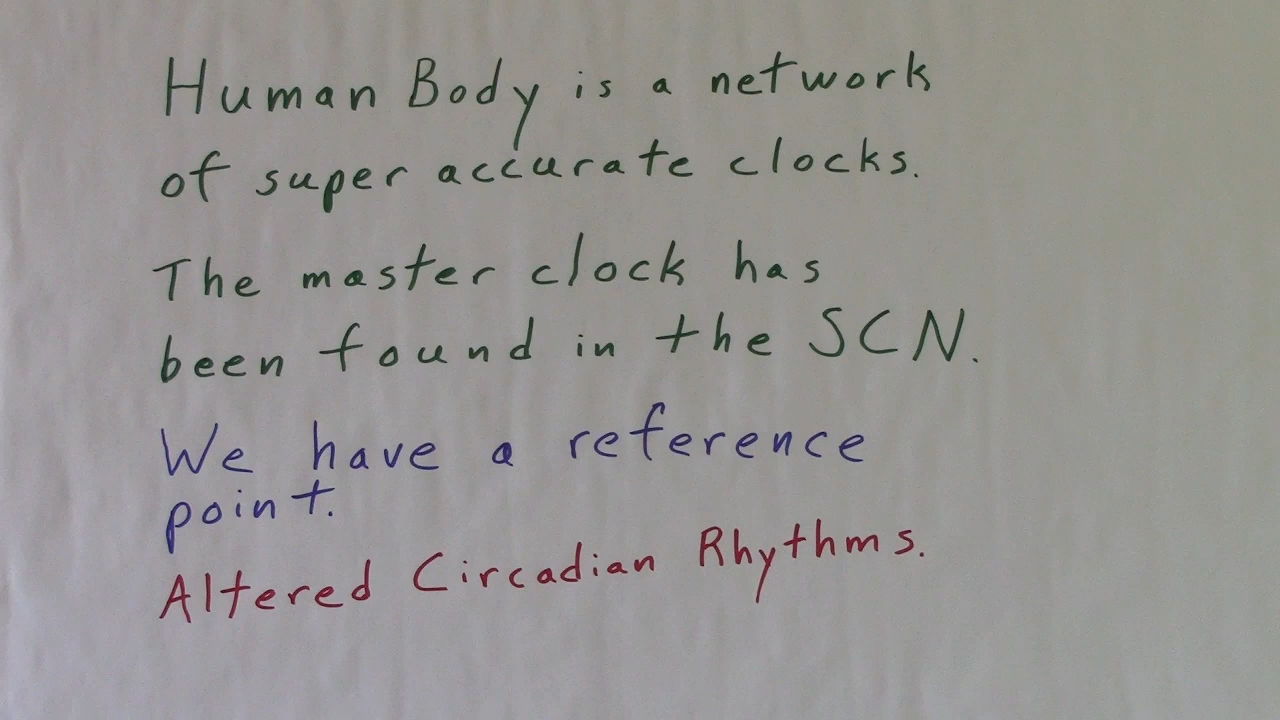 Human Body is a network
of super accurate clocks.
The master clock has
been found in the SCN.
We have a reference
point.
Altered Circadian Rhythms.